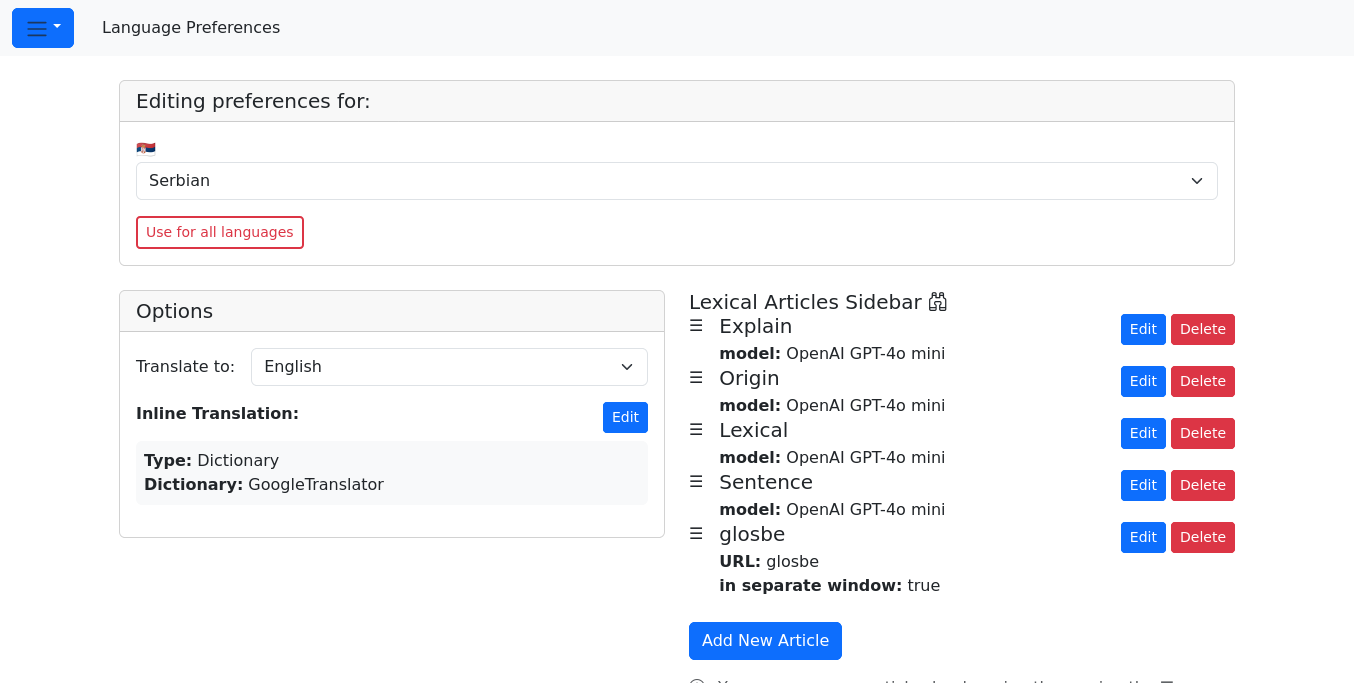 Language Preferences
Editing preferences for:
Serbian
Use for all languages
Options
Translate to: English
Inline Translation: Edit
Type: Dictionary
Dictionary: GoogleTranslator
Lexical Articles Sidebar
Explain Edit Delete
model: OpenAI GPT-4o mini
Origin Edit Delete
model: OpenAI GPT-4o mini
Lexical Edit Delete
model: OpenAI GPT-4o mini
Sentence Edit Delete
model: OpenAI GPT-4o mini
glosbe Edit Delete
URL: glosbe
in separate window: true
Add New Article